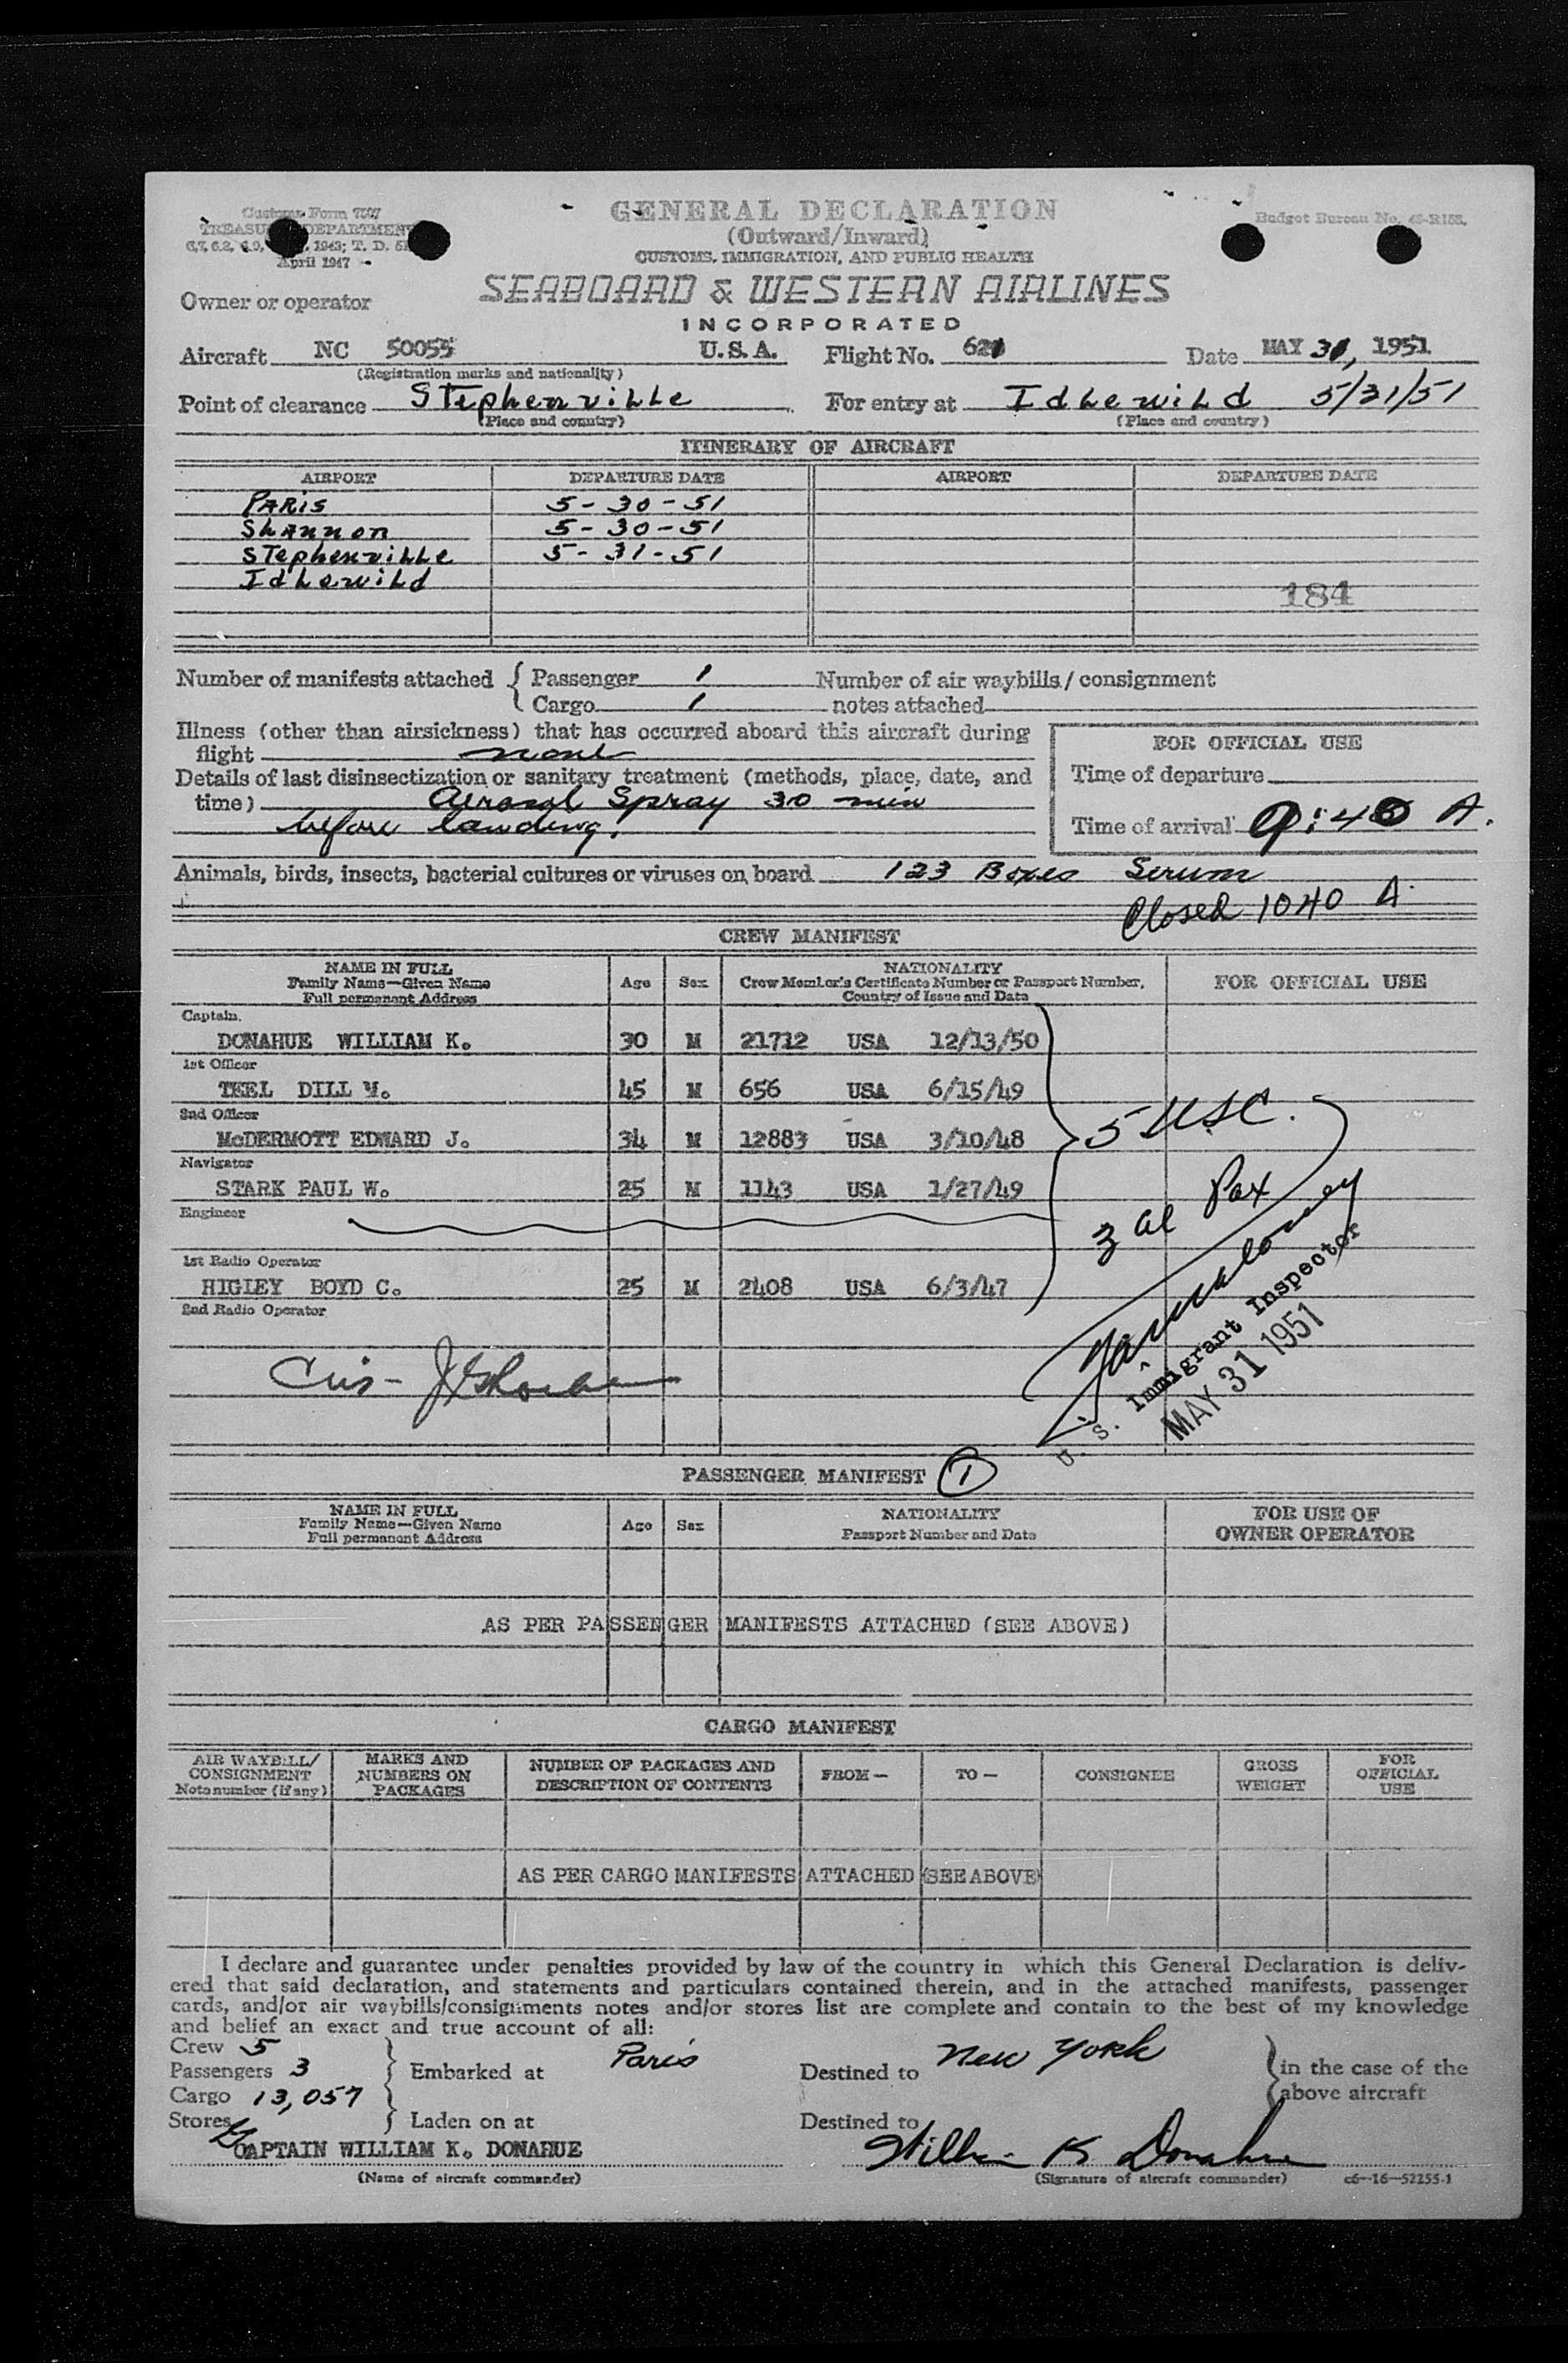 Customs Form 7507
TREASURY DEPARTMENT
April 1947
GENERAL DECLARATION
(Outward/Inward)
CUSTOMS, IMMIGRATION, AND PUBLIC HEALTH
Budget Bureau No.
Owner or operator
SEABOARD & WESTERN AIRLINES
INCORPORATED
Aircraft NC 50055 U.S.A. Flight No. 621 Date MAY 31, 1951
(Registration marks and nationality)
Point of clearance Stephenville For entry at Idlewild 5/31/51
(Place and country) (Place and country)
ITINERARY OF AIRCRAFT
AIRPORT DEPARTURE DATE AIRPORT DEPARTURE DATE
PARIS 5-30-51
Shannon 5-30-51
Stephenville 5-31-51
Idlewild
184
Number of manifests attached { Passenger 1 Number of air waybills / consignment
Cargo 1 notes attached
Illness (other than airsickness) that has occurred aboard this aircraft during
flight none
FOR OFFICIAL USE
Time of departure
Details of last disinsectization or sanitary treatment (methods, place, date, and
time) Aerosol Spray 30 min
before landing.
Time of arrival 9:40 A.
Animals, birds, insects, bacterial cultures or viruses on board 123 Boxes Serum
Closed 1040 A
CREW MANIFEST
NAME IN FULL
Family Name—Given Name
Full permanent Address
Age Sex
NATIONALITY
Crew Member's Certificate Number or Passport Number,
Country of Issue and Date
FOR OFFICIAL USE
Captain
DONAHUE WILLIAM K. 30 M 21712 USA 12/13/50
1st Officer
TEEL DILL M. 45 M 656 USA 6/15/49
2nd Officer
McDERMOTT EDWARD J. 34 M 12883 USA 3/10/48
Navigator
STARK PAUL W. 25 M 1143 USA 1/27/49
Engineer
1st Radio Operator
HIGLEY BOYD C. 25 M 2408 USA 6/3/47
2nd Radio Operator
5 USC.
3 al Pax
U. S. Immigrant Inspector
MAY 31 1951
PASSENGER MANIFEST 1
NAME IN FULL
Family Name—Given Name
Full permanent Address
Age Sex
NATIONALITY
Passport Number and Date
FOR USE OF
OWNER OPERATOR
AS PER PASSENGER MANIFESTS ATTACHED (SEE ABOVE)
CARGO MANIFEST
AIR WAYBILL/
CONSIGNMENT
Note number (if any)
MARKS AND
NUMBERS ON
PACKAGES
NUMBER OF PACKAGES AND
DESCRIPTION OF CONTENTS
FROM— TO— CONSIGNEE
GROSS
WEIGHT
FOR
OFFICIAL
USE
AS PER CARGO MANIFESTS ATTACHED (SEE ABOVE)
I declare and guarantee under penalties provided by law of the country in which this General Declaration is deliv-
ered that said declaration, and statements and particulars contained therein, and in the attached manifests, passenger
cards, and/or air waybills/consignments notes and/or stores list are complete and contain to the best of my knowledge
and belief an exact and true account of all:
Crew 5
Passengers 3 } Embarked at Paris Destined to New York } in the case of the
Cargo 13,057 above aircraft
Stores } Laden on at Destined to
CAPTAIN WILLIAM K. DONAHUE William K Donahue
(Name of aircraft commander) (Signature of aircraft commander) c6—16—52255-1